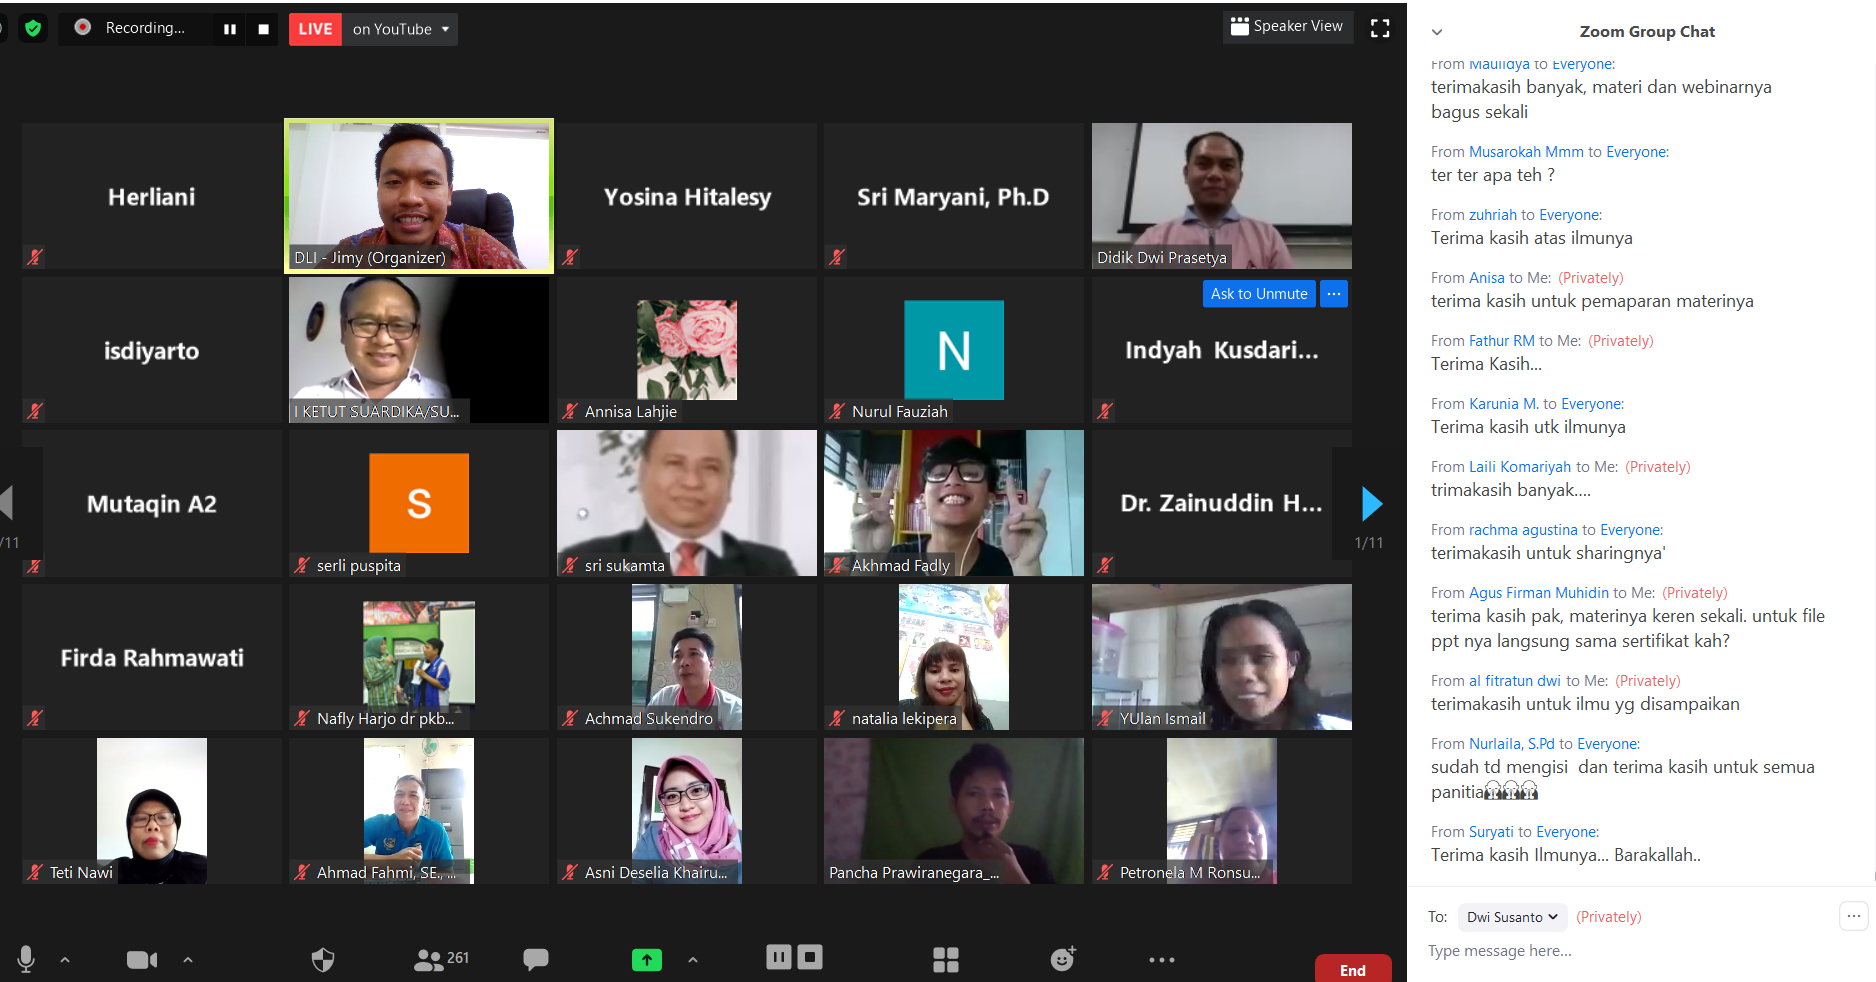 Recording...
LIVE on YouTube
Speaker View
Herliani
DLI - Jimy (Organizer)
Yosina Hitalesy
Sri Maryani, Ph.D
Didik Dwi Prasetya
isdiyarto
I KETUT SUARDIKA/SU...
Annisa Lahjie
N
Nurul Fauziah
Ask to Unmute
...
Indyah Kusdari...
Mutaqin A2
S
serli puspita
sri sukamta
Akhmad Fadly
Dr. Zainuddin H...
/11
1/11
Firda Rahmawati
Nafly Harjo dr pkb...
Achmad Sukendro
natalia lekipera
YUlan Ismail
Teti Nawi
Ahmad Fahmi, SE., ...
Asni Deselia Khairu...
Pancha Prawiranegara_...
Petronela M Ronsu...
261
End
Zoom Group Chat
From Maulidya to Everyone:
terimakasih banyak, materi dan webinarnya
bagus sekali
From Musarokah Mmm to Everyone:
ter ter apa teh ?
From zuhriah to Everyone:
Terima kasih atas ilmunya
From Anisa to Me: (Privately)
terima kasih untuk pemaparan materinya
From Fathur RM to Me: (Privately)
Terima Kasih...
From Karunia M. to Everyone:
Terima kasih utk ilmunya
From Laili Komariyah to Me: (Privately)
trimakasih banyak....
From rachma agustina to Everyone:
terimakasih untuk sharingnya'
From Agus Firman Muhidin to Me: (Privately)
terima kasih pak, materinya keren sekali. untuk file
ppt nya langsung sama sertifikat kah?
From al fitratun dwi to Me: (Privately)
terimakasih untuk ilmu yg disampaikan
From Nurlaila, S.Pd to Everyone:
sudah td mengisi dan terima kasih untuk semua
panitia
From Suryati to Everyone:
Terima kasih Ilmunya... Barakallah..
To: Dwi Susanto (Privately)
Type message here...